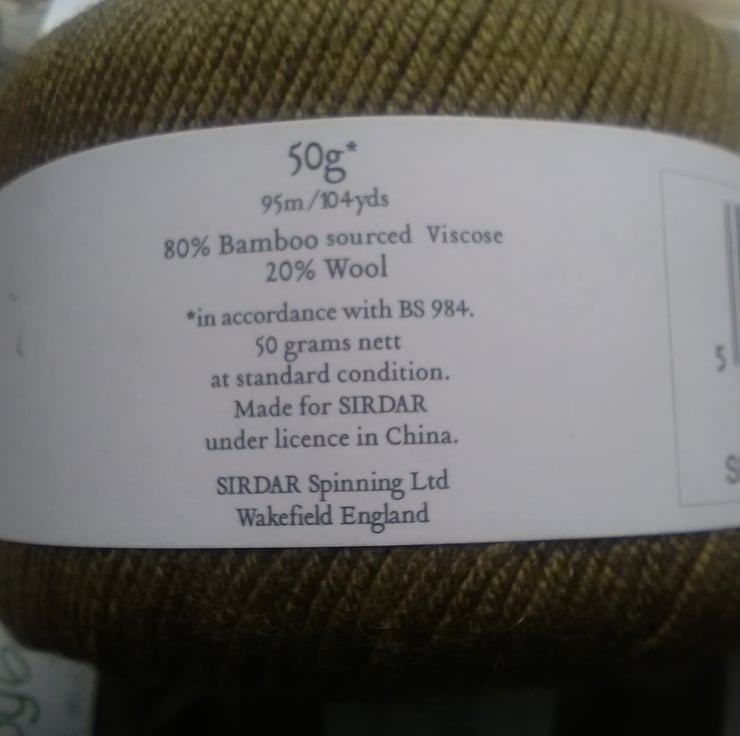 50g*
95m/104yds
80% Bamboo sourced Viscose
20% Wool
*in accordance with BS 984.
50 grams nett
at standard condition.
Made for SIRDAR
under licence in China.
SIRDAR Spinning Ltd
Wakefield England
5